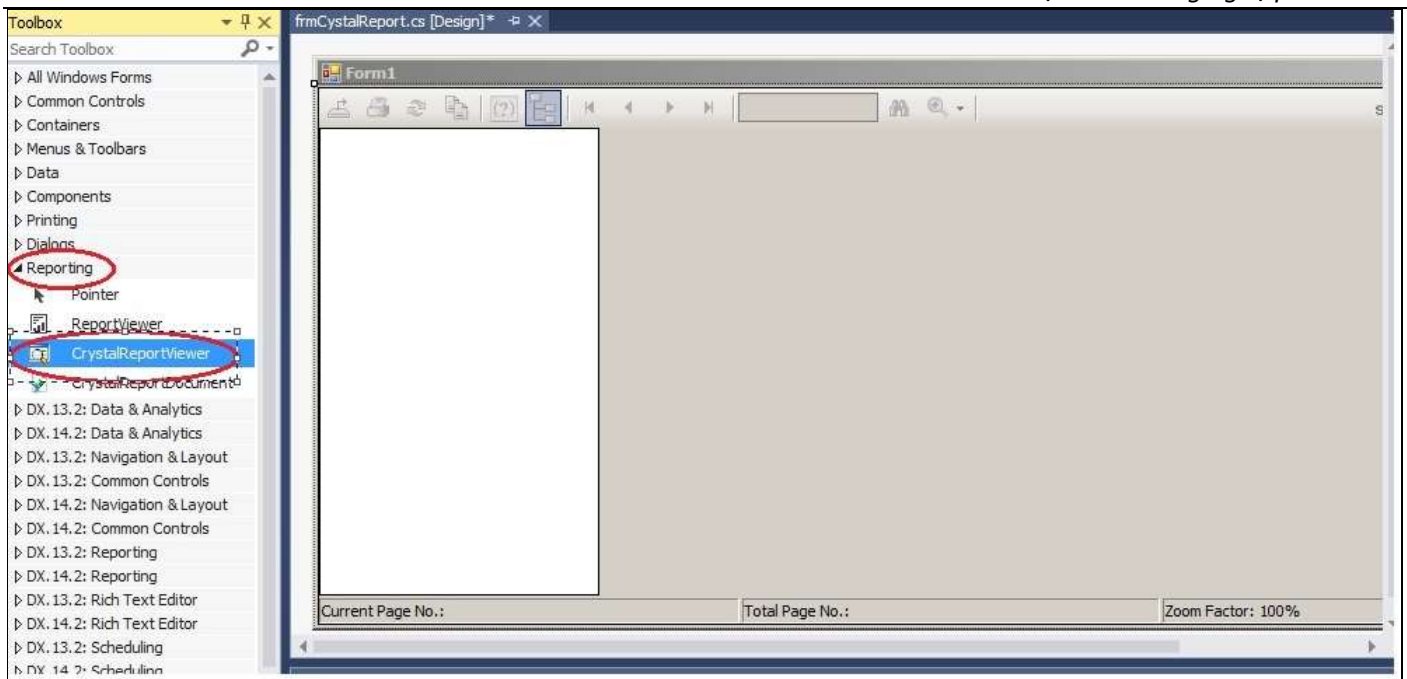 Toolbox
Search Toolbox
All Windows Forms
Common Controls
Containers
Menus & Toolbars
Data
Components
Printing
Dialogs
Reporting
Pointer
ReportViewer
CrystalReportViewer
CrystalReportDocument
DX.13.2: Data & Analytics
DX.14.2: Data & Analytics
DX.13.2: Navigation & Layout
DX.13.2: Common Controls
DX.14.2: Navigation & Layout
DX.14.2: Common Controls
DX.13.2: Reporting
DX.14.2: Reporting
DX.13.2: Rich Text Editor
DX.14.2: Rich Text Editor
DX.13.2: Scheduling
DX.14.2: Scheduling
frmCystalReport.cs [Design]*
Form1
Current Page No.:
Total Page No.:
Zoom Factor: 100%